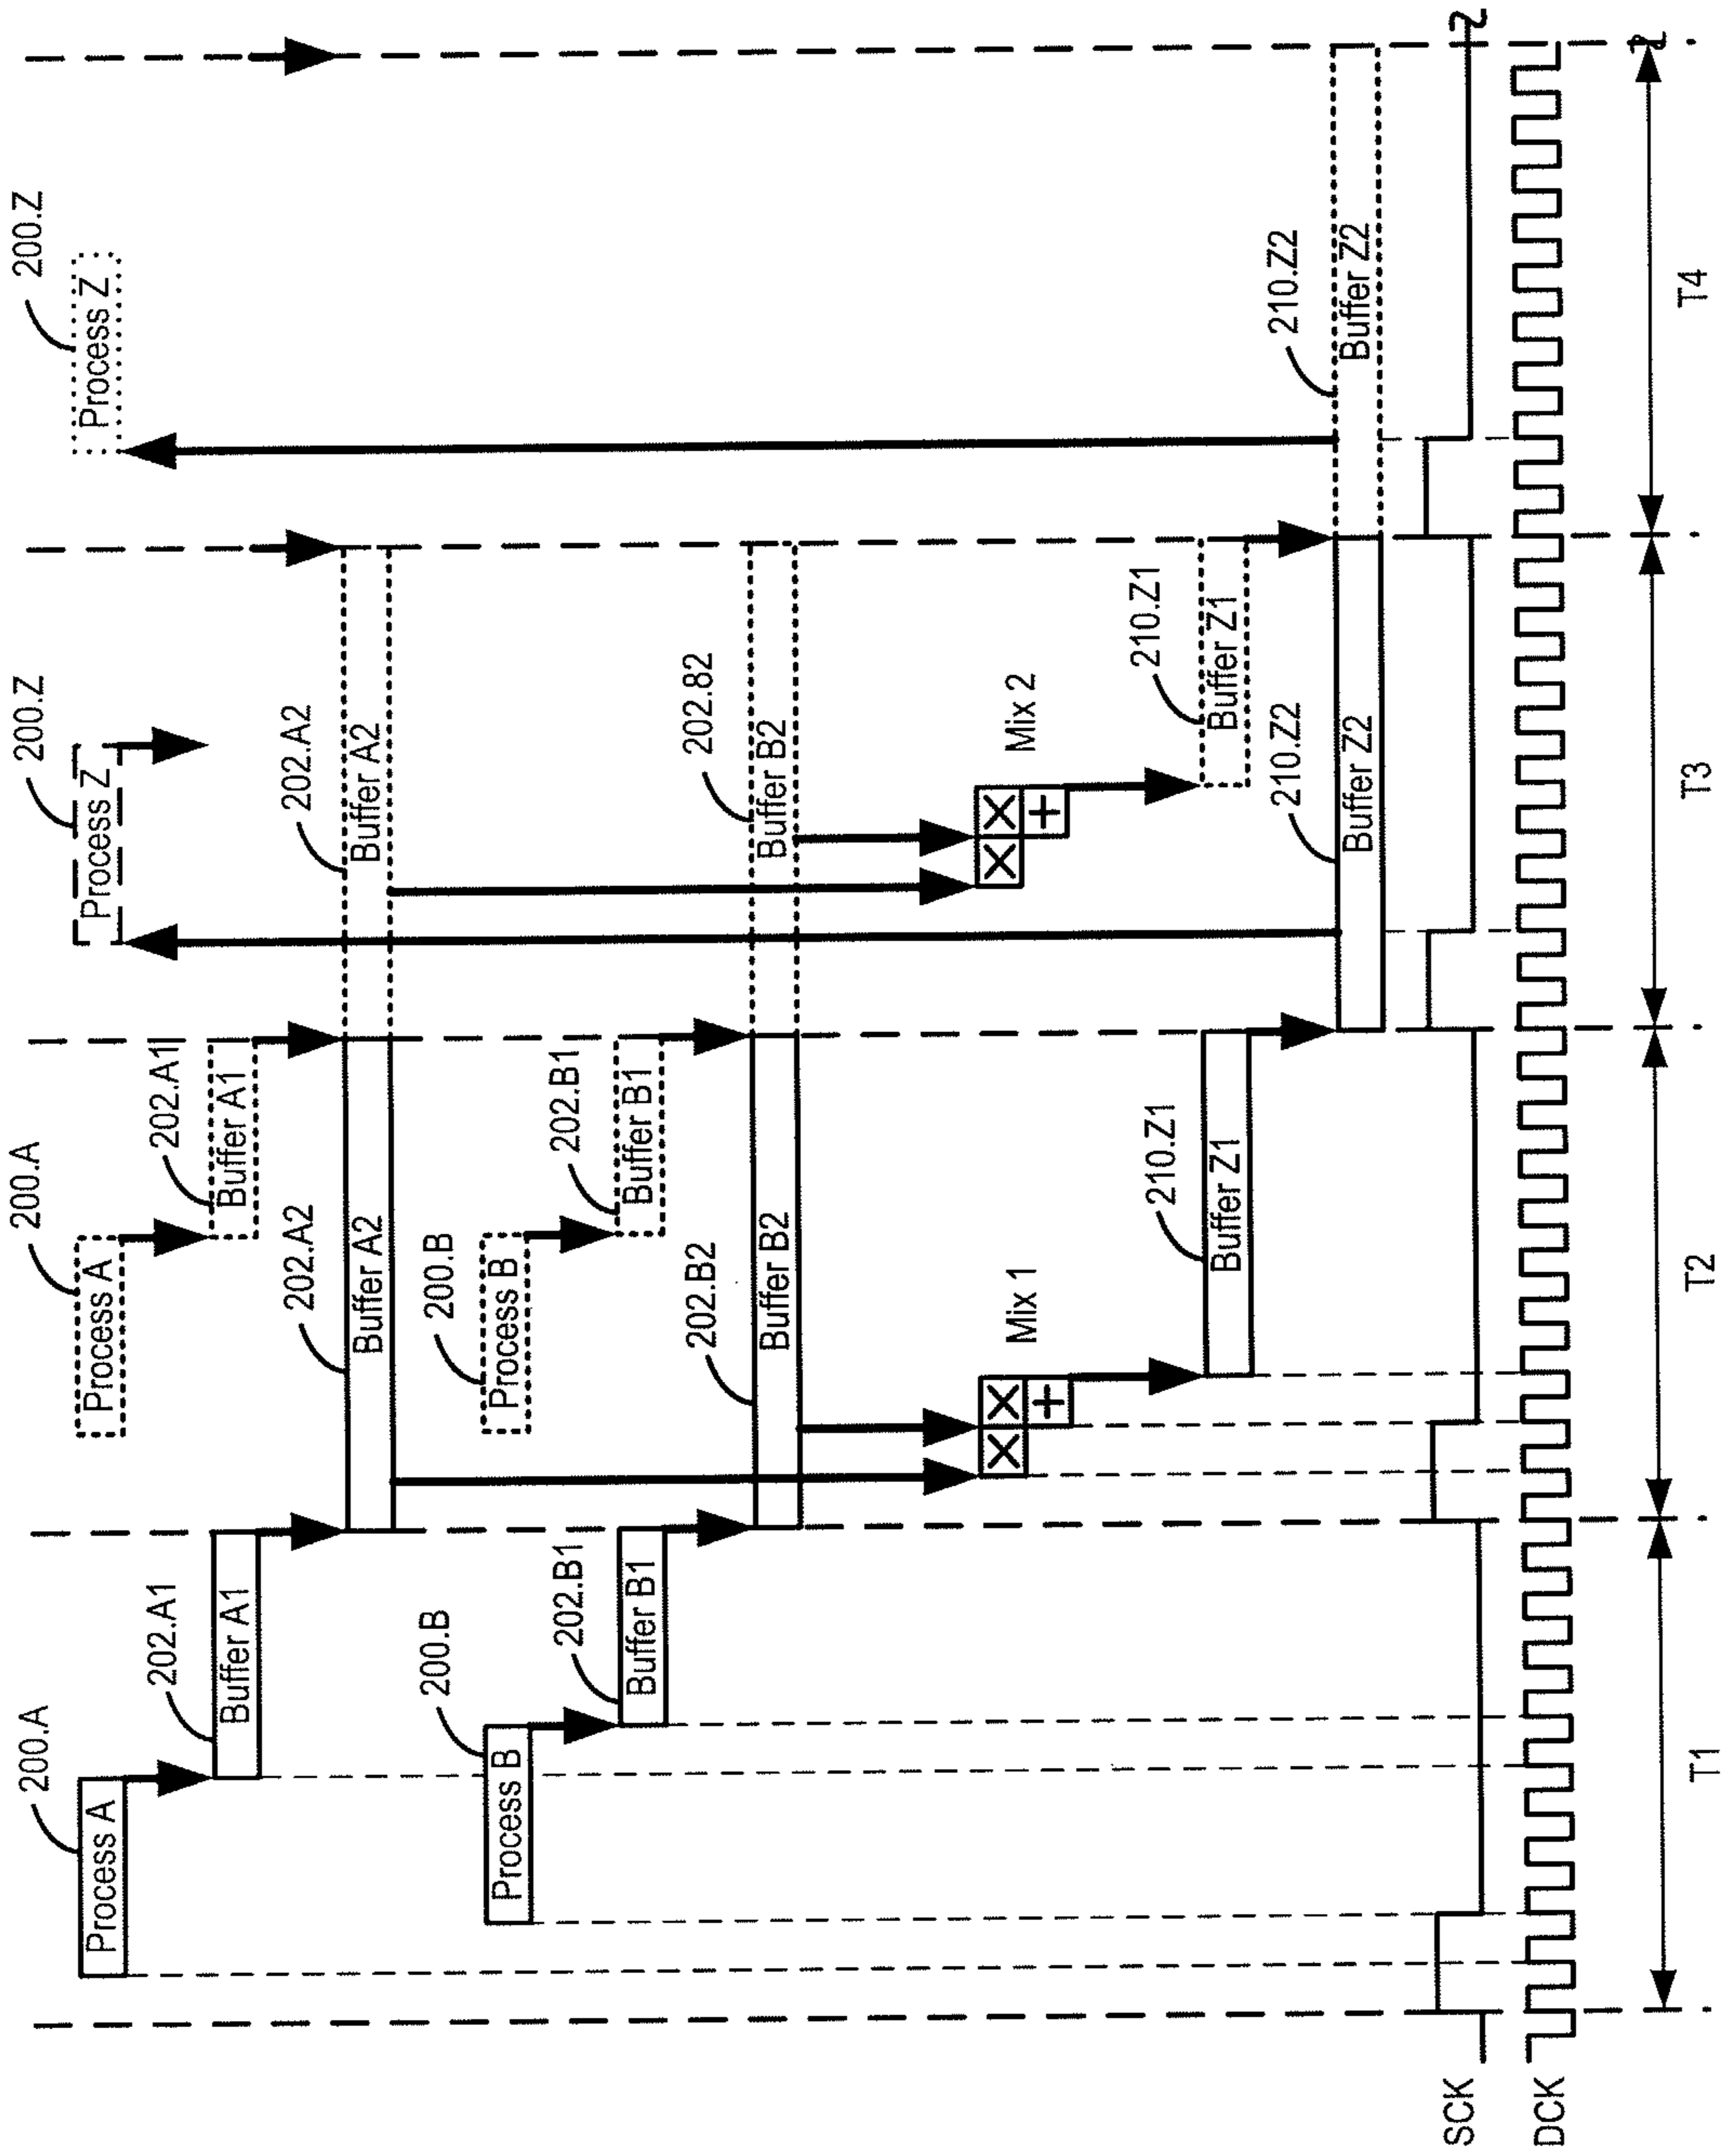 200.A 200.A 200.Z 200.Z
Process A Process A Process Z Process Z
202.A1 202.A1
Buffer A1 Buffer A1
202.A2 202.A2
Buffer A2 Buffer A2
200.B 200.B
Process B Process B
202.B1 202.B1
Buffer B1 Buffer B1
202.B2 202.82
Buffer B2 Buffer B2
X X X X
Mix 1 Mix 2
+ +
210.Z1 210.Z1
Buffer Z1 Buffer Z1
210.Z2 210.Z2
Buffer Z2 Buffer Z2
SCK
DCK
T1 T2 T3 T4